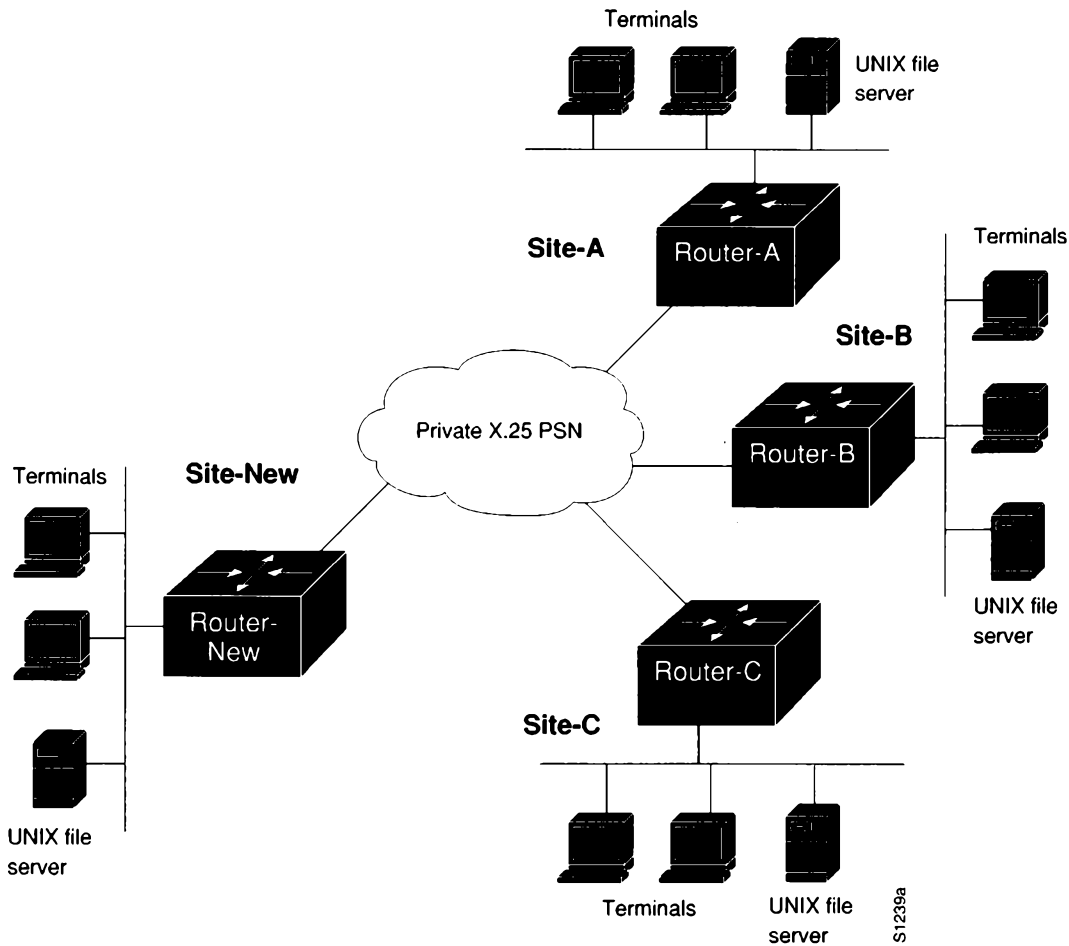 Terminals
UNIX file
server
Site-A
Router-A
Terminals
Site-B
Private X.25 PSN
Router-B
Terminals
Site-New
UNIX file
server
Router-
New
Router-C
Site-C
UNIX file
server
Terminals
UNIX file
server
S1239a